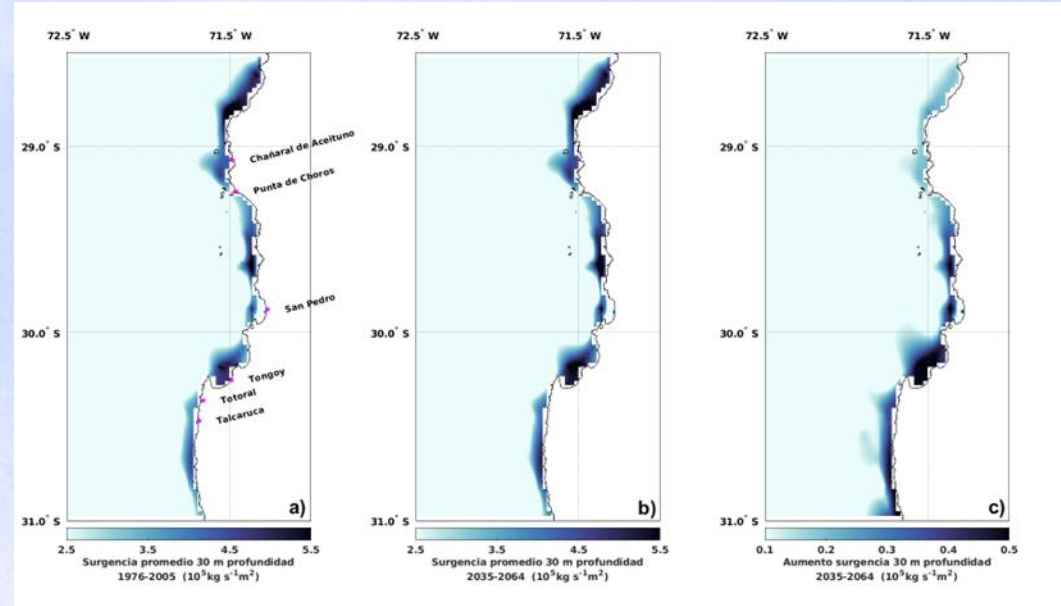 72.5° W 71.5° W
29.0° S
30.0° S
31.0° S
Chañaral de Aceituno
Punta de Choros
San Pedro
Tongoy
Totoral
Talcaruca
a)
2.5 3.5 4.5 5.5
Surgencia promedio 30 m profundidad
1976-2005 (10⁵kg s⁻¹m²)
72.5° W 71.5° W
29.0° S
30.0° S
31.0° S
b)
2.5 3.5 4.5 5.5
Surgencia promedio 30 m profundidad
2035-2064 (10⁵kg s⁻¹m²)
72.5° W 71.5° W
29.0° S
30.0° S
31.0° S
c)
0.1 0.2 0.3 0.4 0.5
Aumento surgencia 30 m profundidad
2035-2064 (10⁵kg s⁻¹m²)